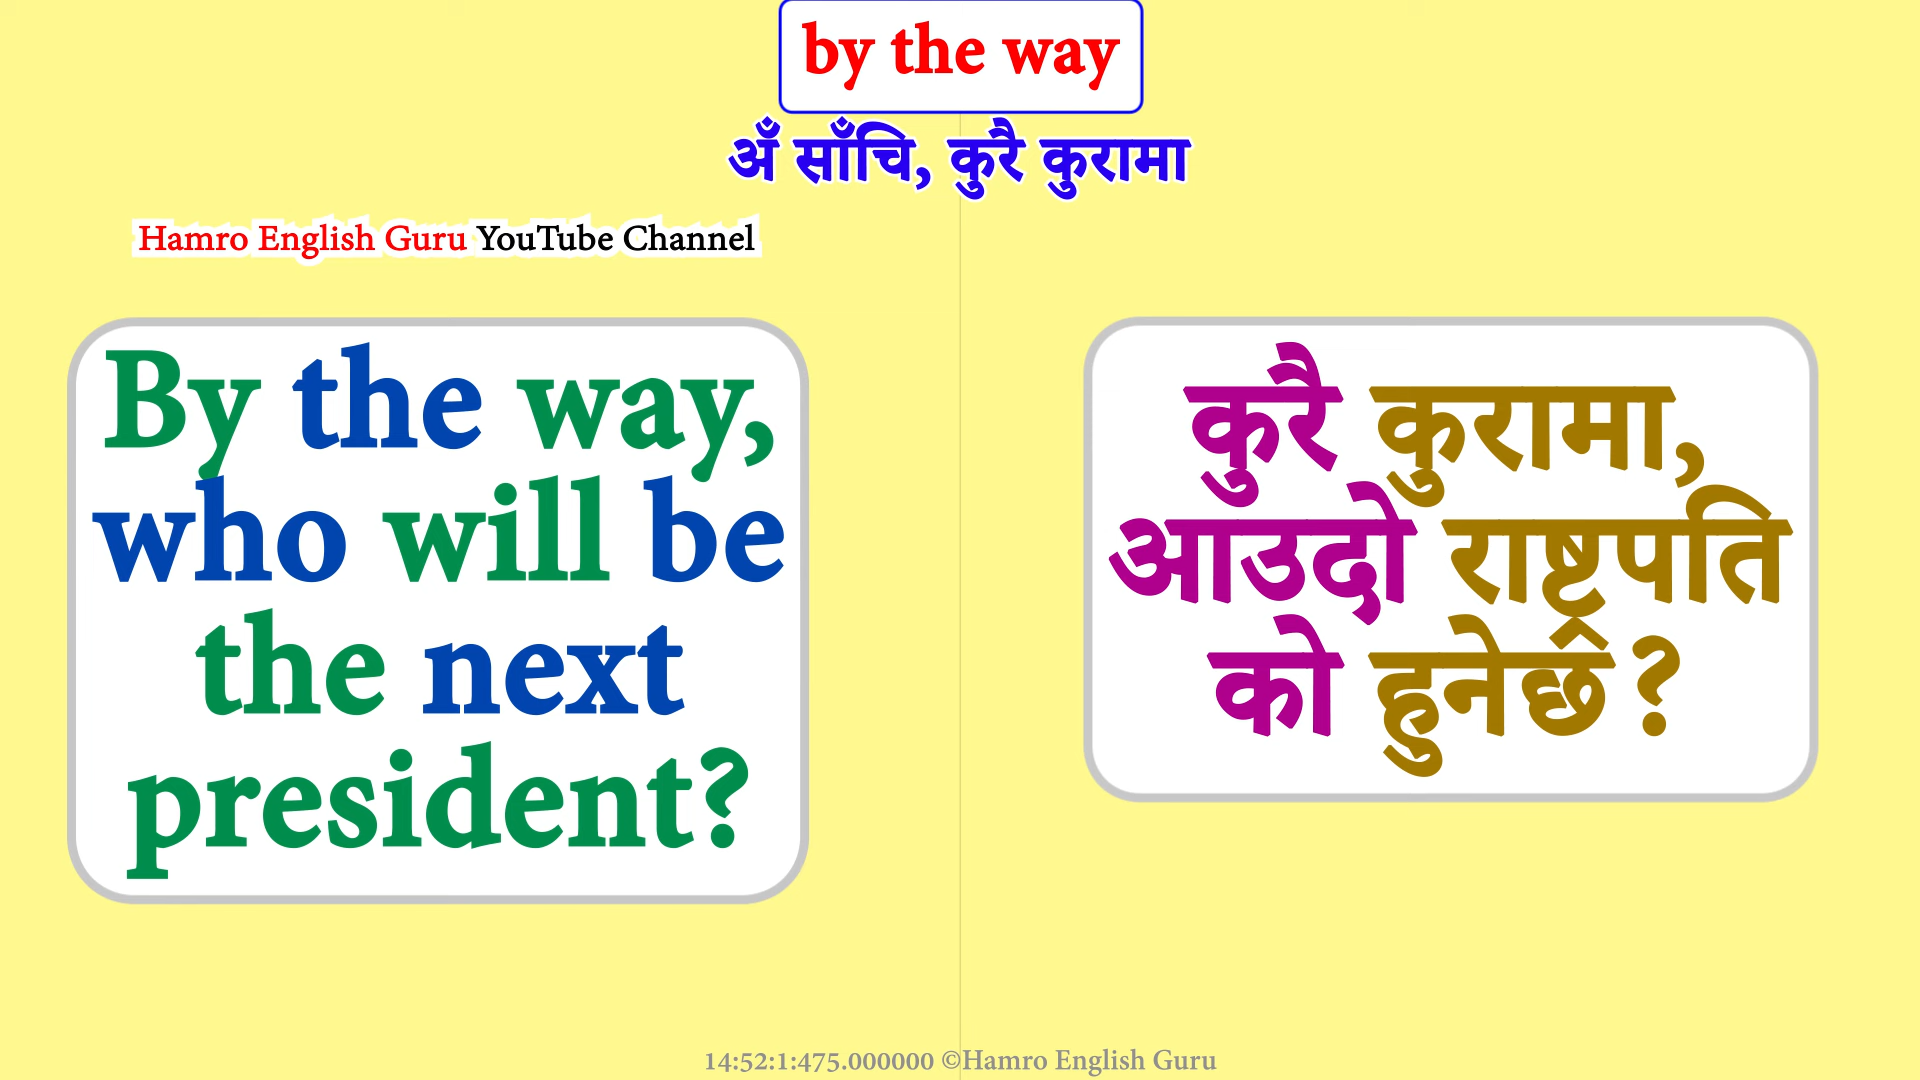 by the way
अँ साँचि, कुरै कुरामा
Hamro English Guru YouTube Channel
By the way,
who will be
the next
president?
कुरै कुरामा,
आउदो राष्ट्रपति
को हुनेछ?
14:52:1:475.000000 ©Hamro English Guru